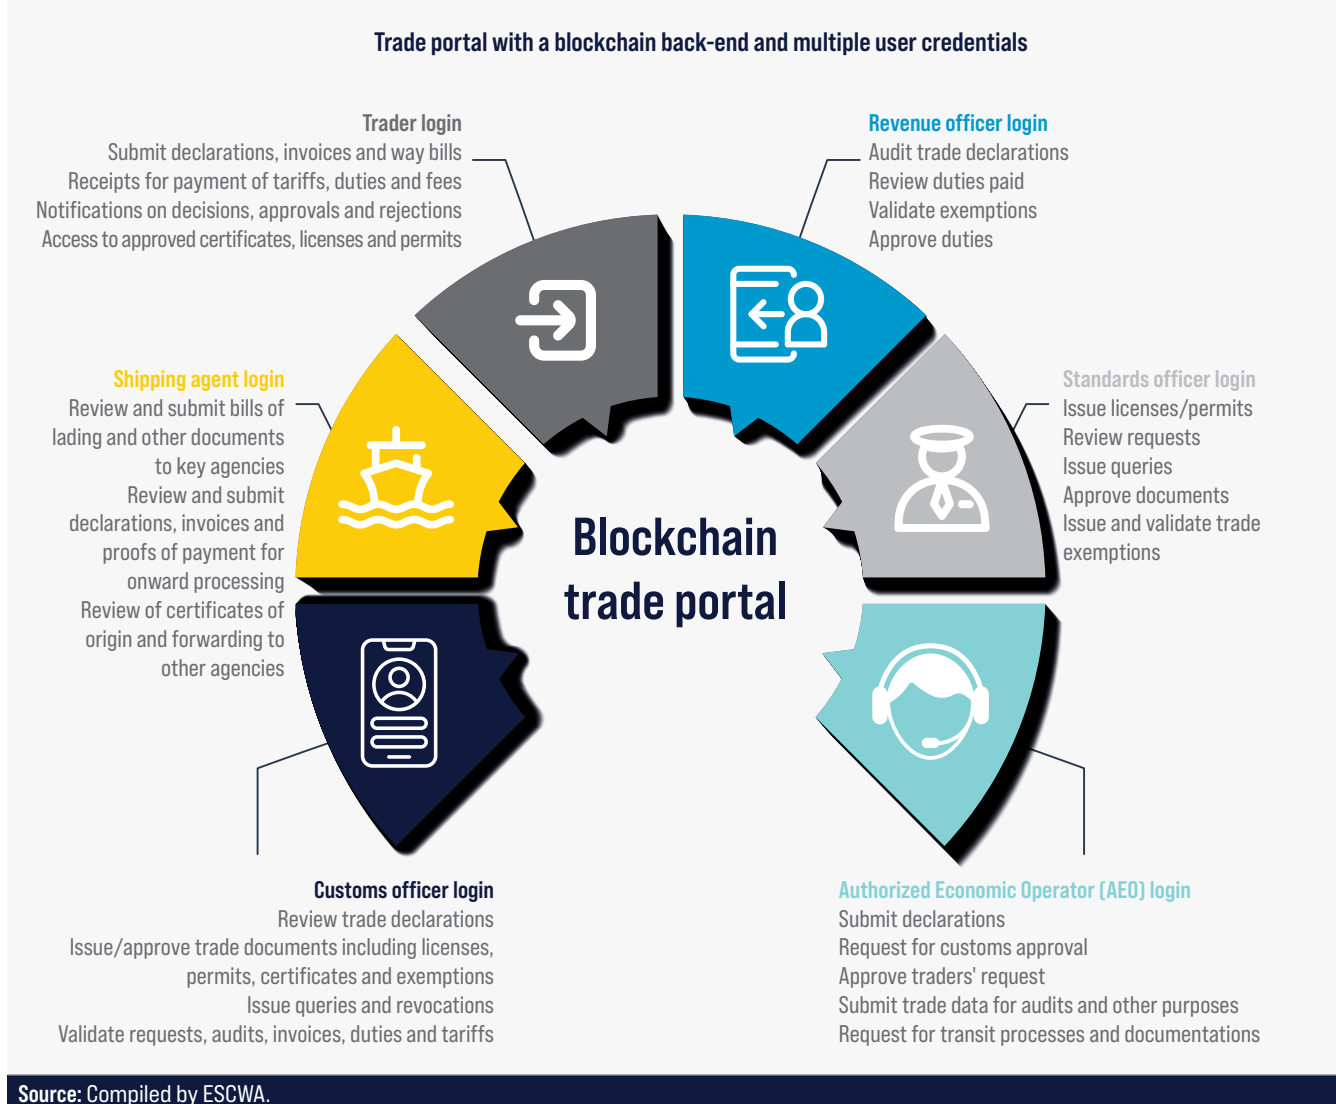 Trade portal with a blockchain back-end and multiple user credentials
Trader login
Submit declarations, invoices and way bills
Receipts for payment of tariffs, duties and fees
Notifications on decisions, approvals and rejections
Access to approved certificates, licenses and permits
Revenue officer login
Audit trade declarations
Review duties paid
Validate exemptions
Approve duties
Shipping agent login
Review and submit bills of
lading and other documents
to key agencies
Review and submit
declarations, invoices and
proofs of payment for
onward processing
Review of certificates of
origin and forwarding to
other agencies
Standards officer login
Issue licenses/permits
Review requests
Issue queries
Approve documents
Issue and validate trade
exemptions
Blockchain
trade portal
Customs officer login
Review trade declarations
Issue/approve trade documents including licenses,
permits, certificates and exemptions
Issue queries and revocations
Validate requests, audits, invoices, duties and tariffs
Authorized Economic Operator (AEO) login
Submit declarations
Request for customs approval
Approve traders' request
Submit trade data for audits and other purposes
Request for transit processes and documentations
Source: Compiled by ESCWA.